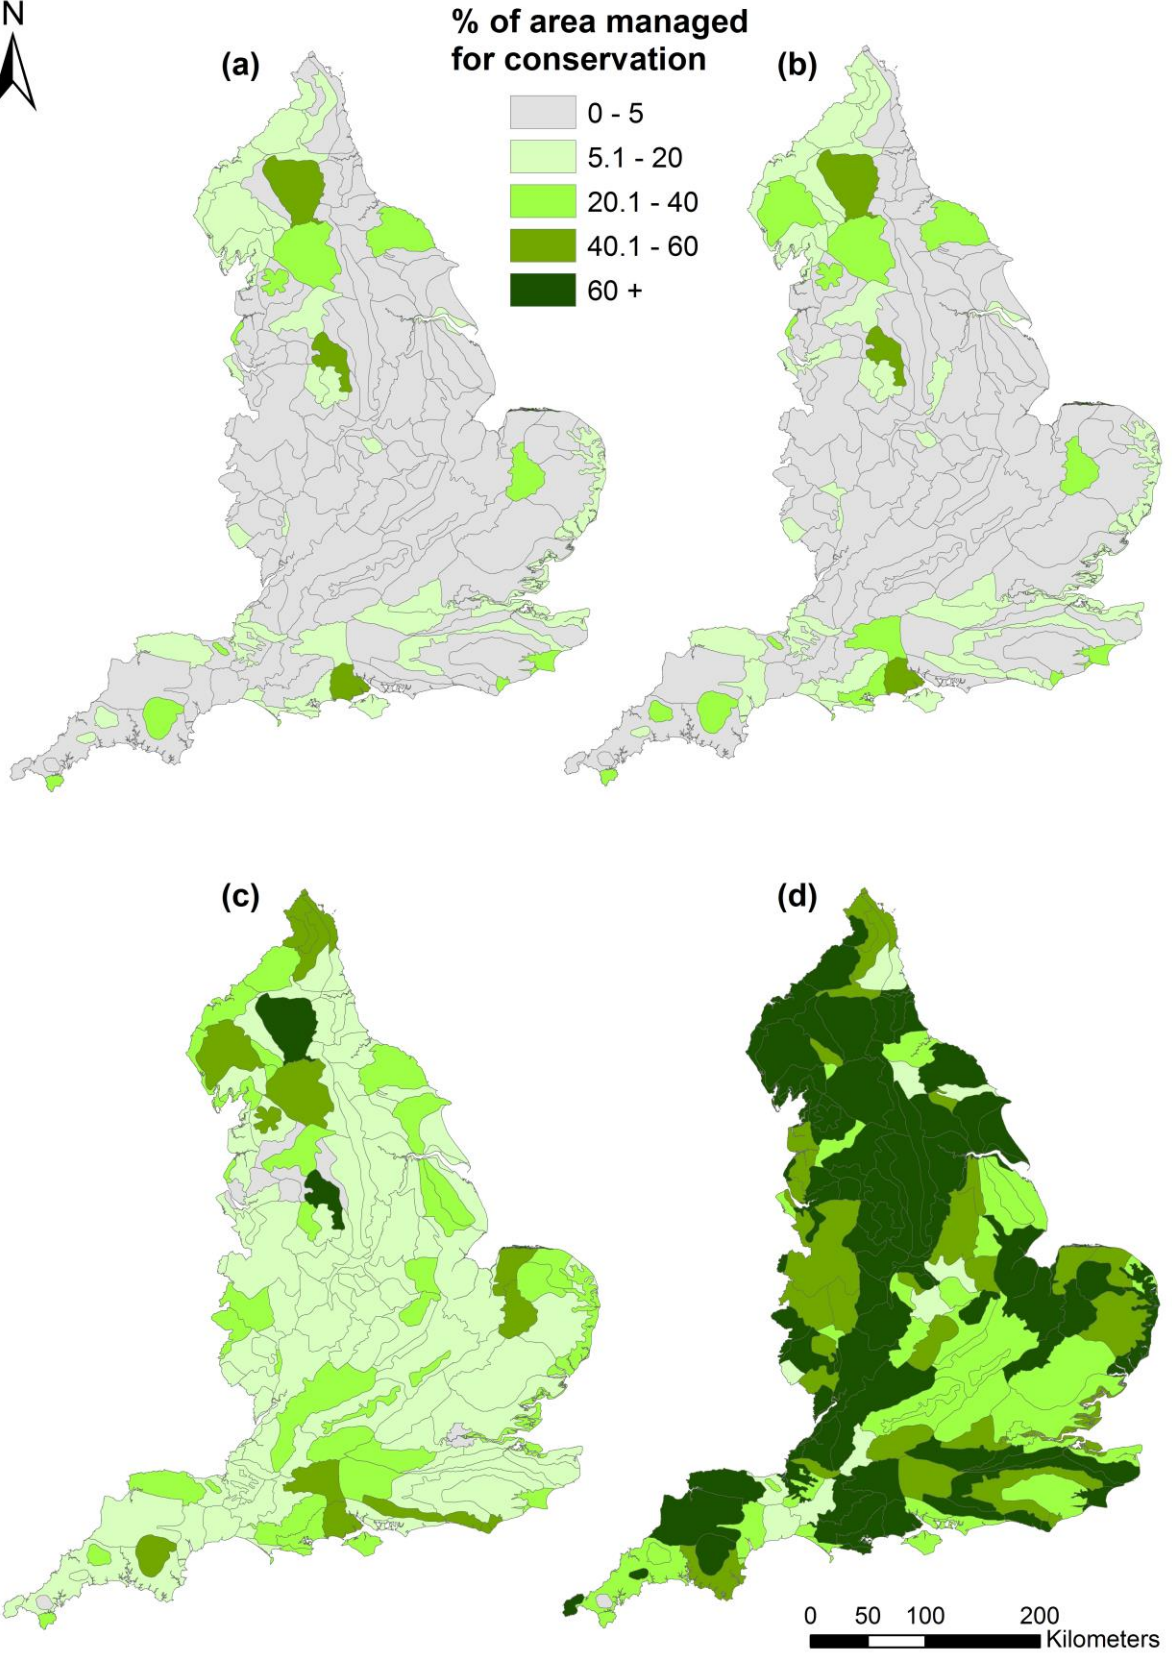 N
% of area managed
for conservation
(a)
(b)
0 - 5
5.1 - 20
20.1 - 40
40.1 - 60
60 +
(c)
(d)
0 50 100 200
Kilometers